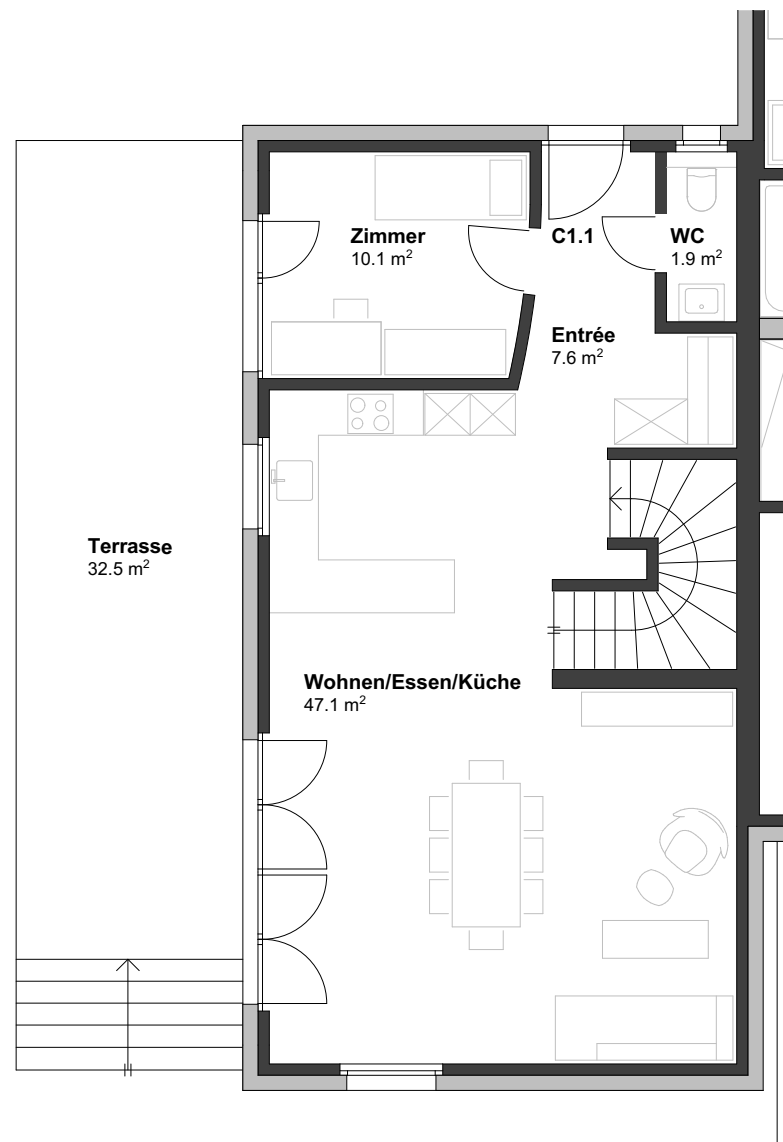 Zimmer
10.1 m²
C1.1
WC
1.9 m²
Entrée
7.6 m²
Terrasse
32.5 m²
Wohnen/Essen/Küche
47.1 m²